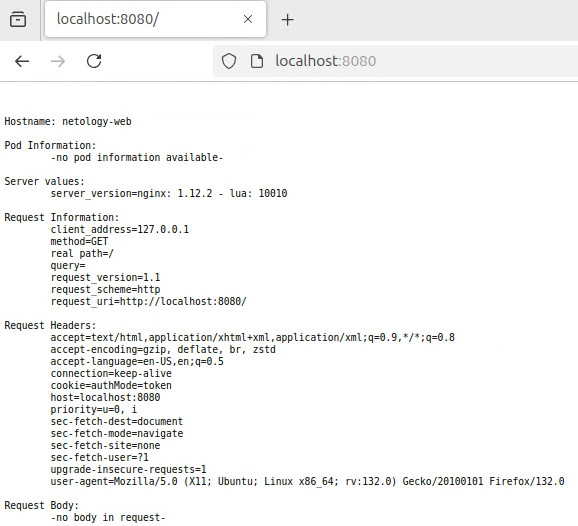 localhost:8080/
localhost:8080
Hostname: netology-web
Pod Information:
-no pod information available-
Server values:
server_version=nginx: 1.12.2 - lua: 10010
Request Information:
client_address=127.0.0.1
method=GET
real path=/
query=
request_version=1.1
request_scheme=http
request_uri=http://localhost:8080/
Request Headers:
accept=text/html,application/xhtml+xml,application/xml;q=0.9,*/*;q=0.8
accept-encoding=gzip, deflate, br, zstd
accept-language=en-US,en;q=0.5
connection=keep-alive
cookie=authMode=token
host=localhost:8080
priority=u=0, i
sec-fetch-dest=document
sec-fetch-mode=navigate
sec-fetch-site=none
sec-fetch-user=?1
upgrade-insecure-requests=1
user-agent=Mozilla/5.0 (X11; Ubuntu; Linux x86_64; rv:132.0) Gecko/20100101 Firefox/132.0
Request Body:
-no body in request-